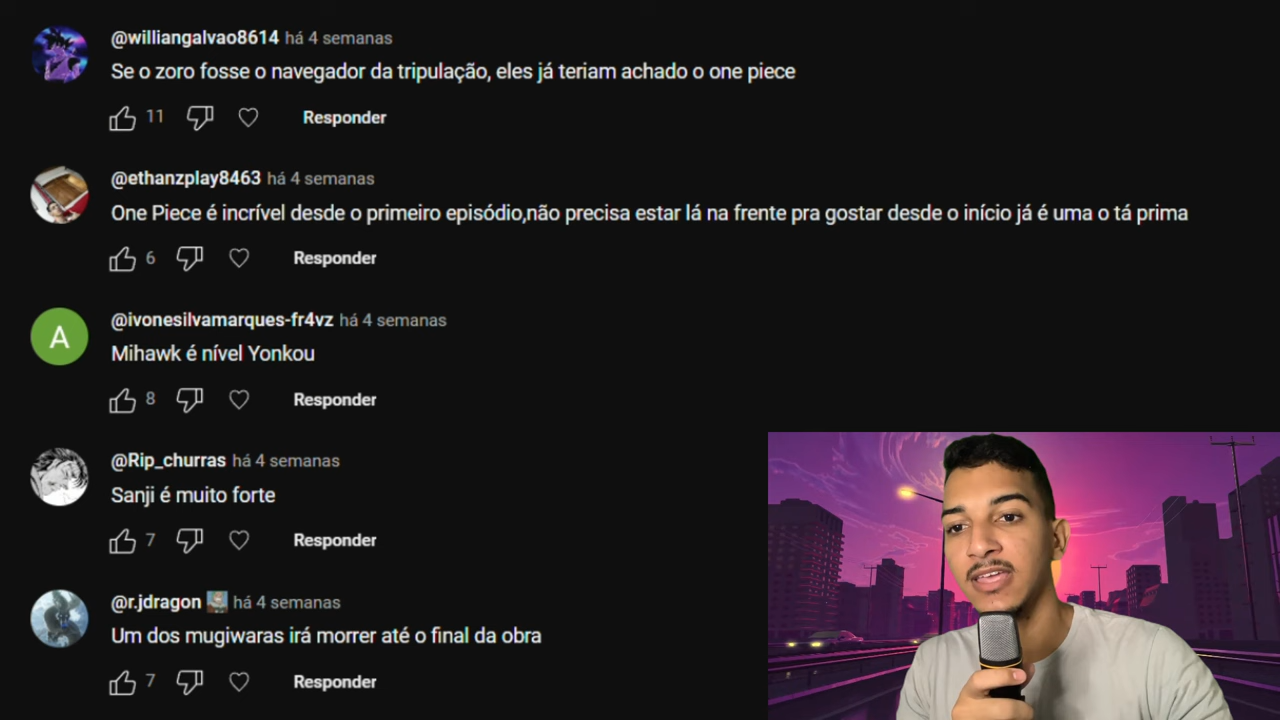 @williangalvao8614 há 4 semanas
Se o zoro fosse o navegador da tripulação, eles já teriam achado o one piece
11 Responder
@ethanzplay8463 há 4 semanas
One Piece é incrível desde o primeiro episódio,não precisa estar lá na frente pra gostar desde o início já é uma o tá prima
6 Responder
A
@ivonesilvamarques-fr4vz há 4 semanas
Mihawk é nível Yonkou
8 Responder
@Rip_churras há 4 semanas
Sanji é muito forte
7 Responder
@r.jdragon há 4 semanas
Um dos mugiwaras irá morrer até o final da obra
7 Responder